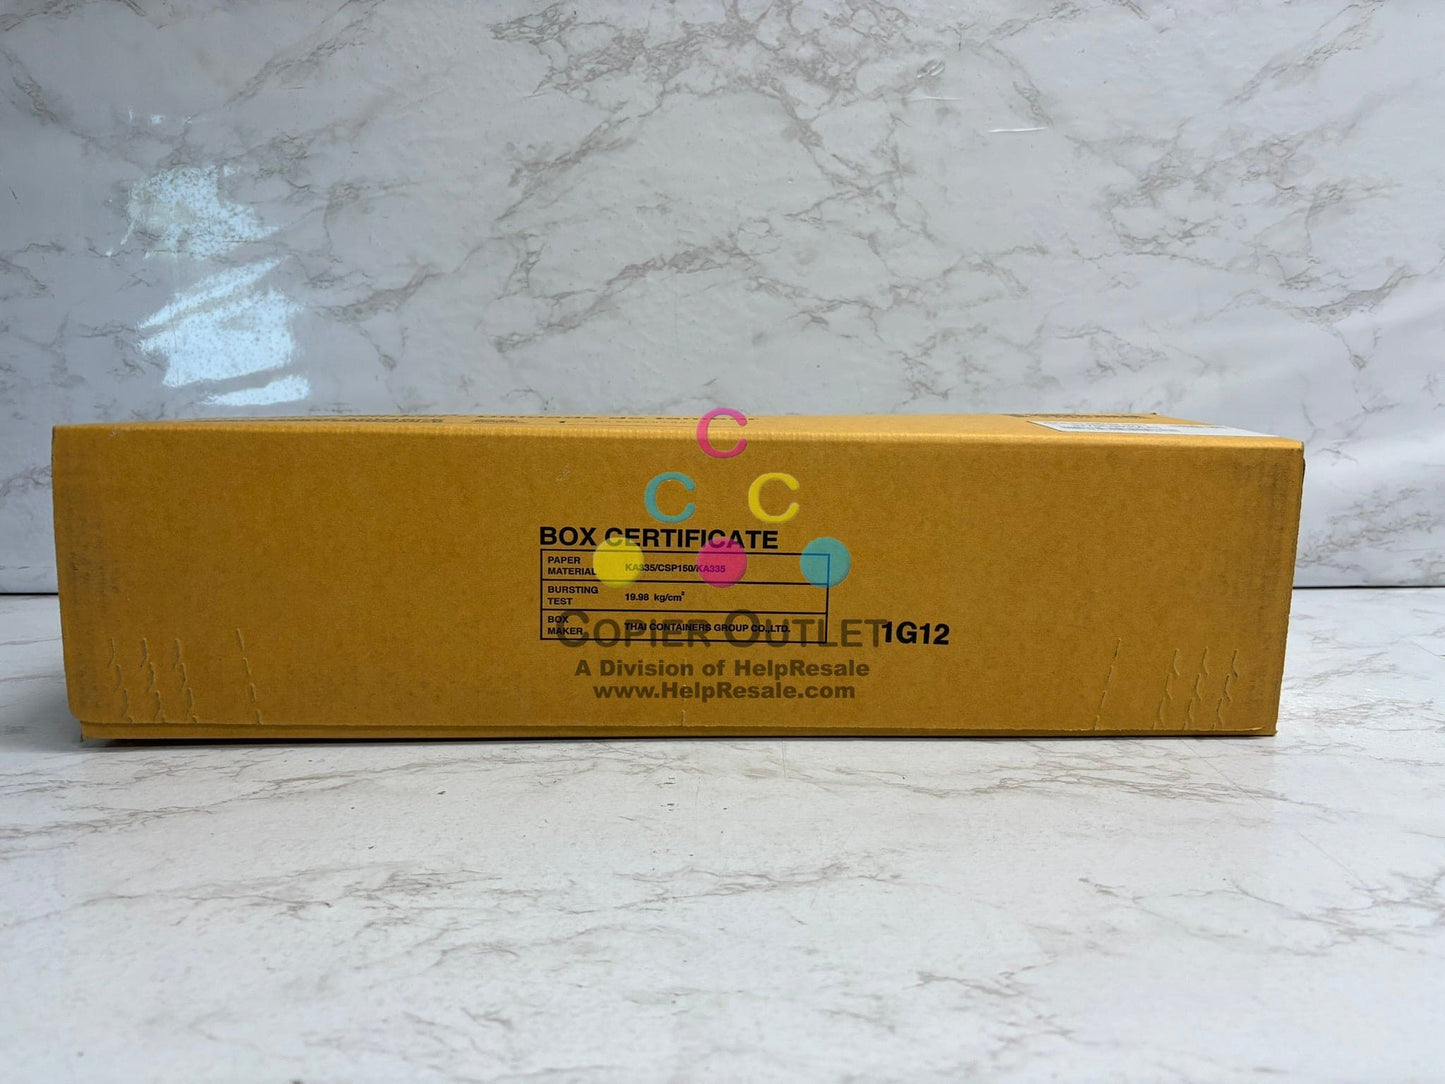 C
C C
BOX CERTIFICATE
PAPER
MATERIAL KA335/CSP150/KA335
BURSTING
TEST 19.98 kg/cm²
BOX
MAKER THAI CONTAINERS GROUP CO.,LTD.
1G12
COPIER OUTLET
A Division of HelpResale
www.HelpResale.com